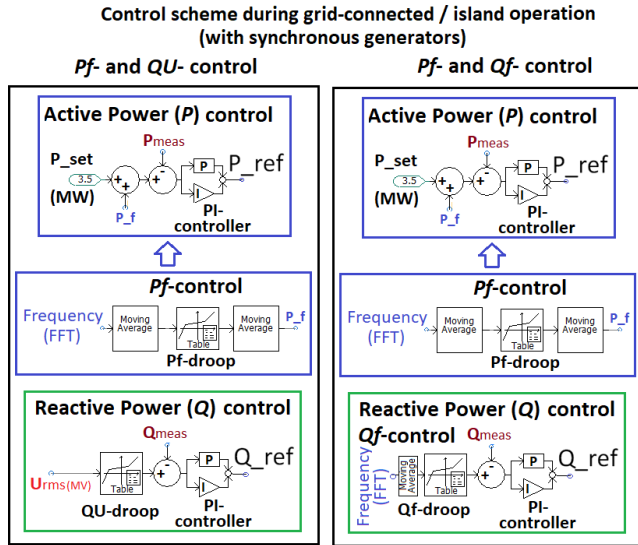 Control scheme during grid-connected / island operation
(with synchronous generators)
Pf- and QU- control
Active Power (P) control
Pmeas
P_set
3.5
(MW)
+
+
P_f
+
-
P
I
P_ref
PI-
controller
Pf-control
Frequency
(FFT)
Moving
Average
Table
Moving
Average
P_f
Pf-droop
Reactive Power (Q) control
Qmeas
Urms(MV)
Table
QU-droop
+
-
P
I
Q_ref
PI-
controller
Pf- and Qf- control
Active Power (P) control
Pmeas
P_set
3.5
(MW)
+
+
P_f
+
-
P
I
P_ref
PI-
controller
Pf-control
Frequency
(FFT)
Moving
Average
Table
Moving
Average
P_f
Pf-droop
Reactive Power (Q) control
Qf-control
Qmeas
Frequency
(FFT)
Moving
Average
Table
Qf-droop
+
-
P
I
Q_ref
PI-
controller